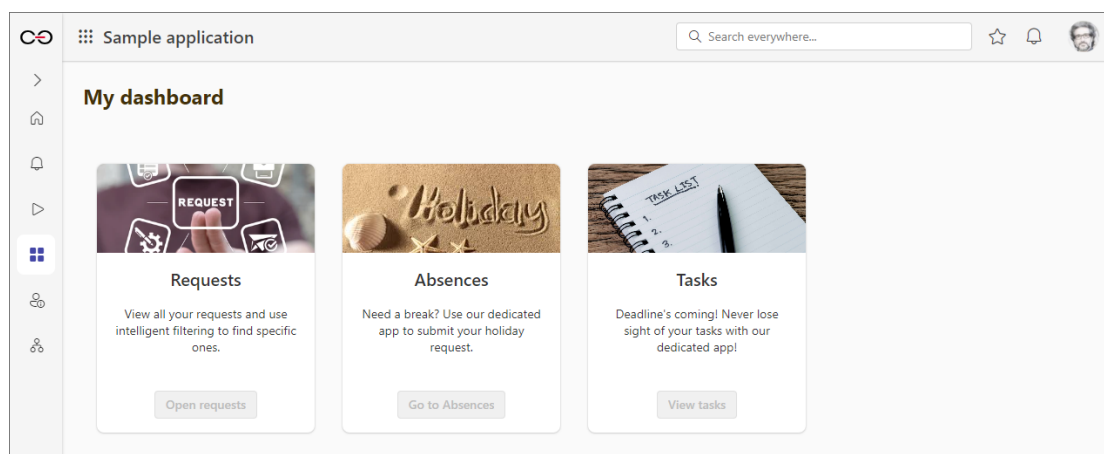 Sample application
Search everywhere...
My dashboard
REQUEST
Holiday
TASK LIST
1.
2.
3.
Requests
Absences
Tasks
View all your requests and use
intelligent filtering to find specific
ones.
Need a break? Use our dedicated
app to submit your holiday
request.
Deadline's coming! Never lose
sight of your tasks with our
dedicated app!
Open requests
Go to Absences
View tasks